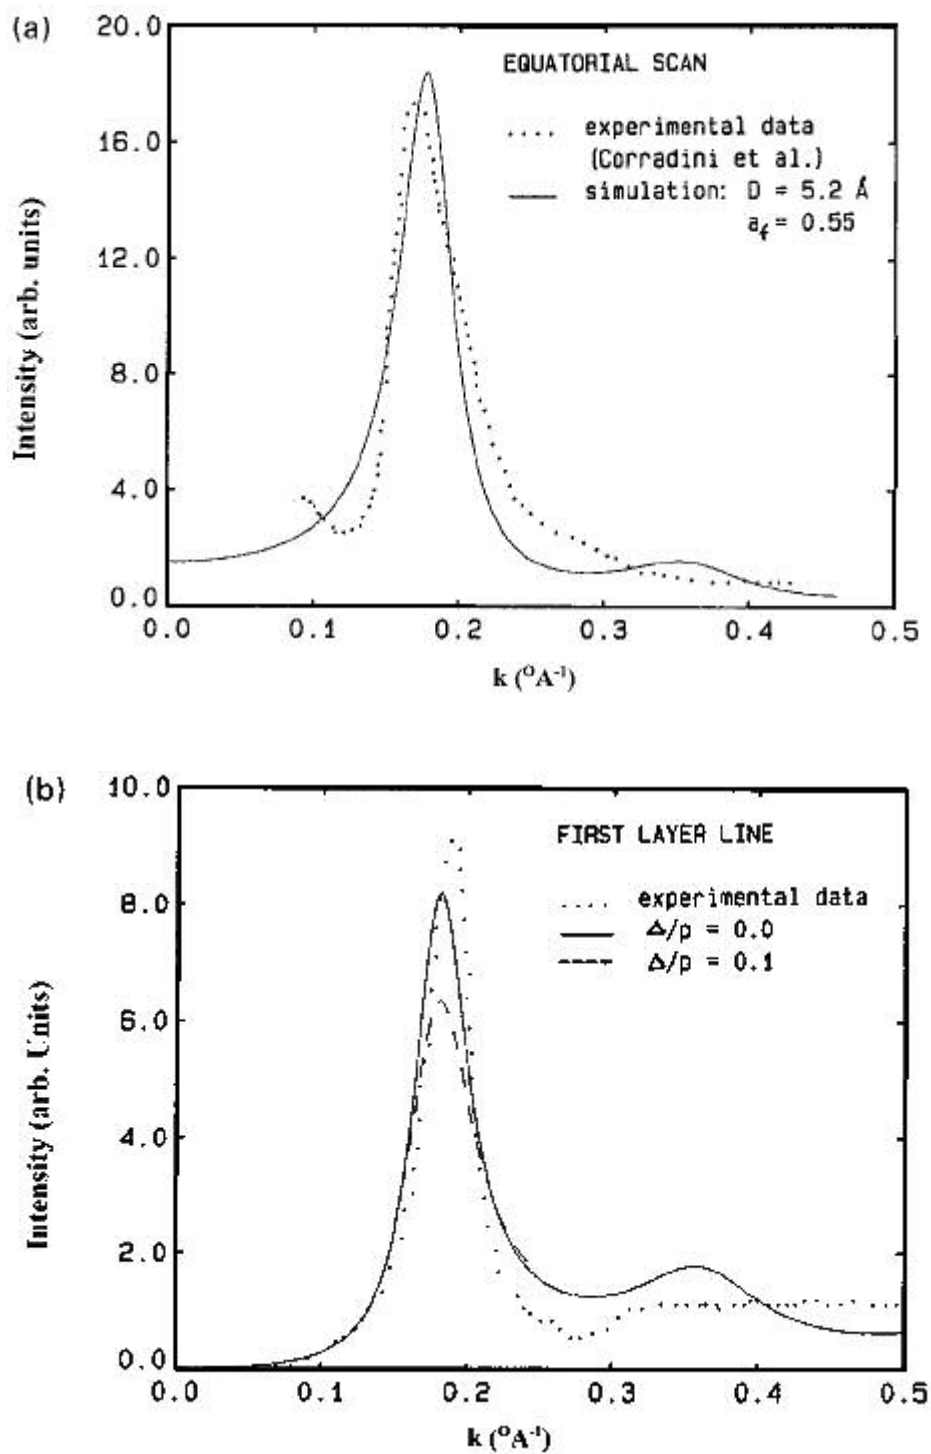 (a)
20.0
16.0
12.0
8.0
4.0
0.0
Intensity (arb. units)
EQUATORIAL SCAN
experimental data
(Corradini et al.)
simulation: D = 5.2 Å
a_f = 0.55
0.0 0.1 0.2 0.3 0.4 0.5
k (ºA⁻¹)
(b)
10.0
8.0
6.0
4.0
2.0
0.0
Intensity (arb. Units)
FIRST LAYER LINE
experimental data
Δ/p = 0.0
Δ/p = 0.1
0.0 0.1 0.2 0.3 0.4 0.5
k (ºA⁻¹)